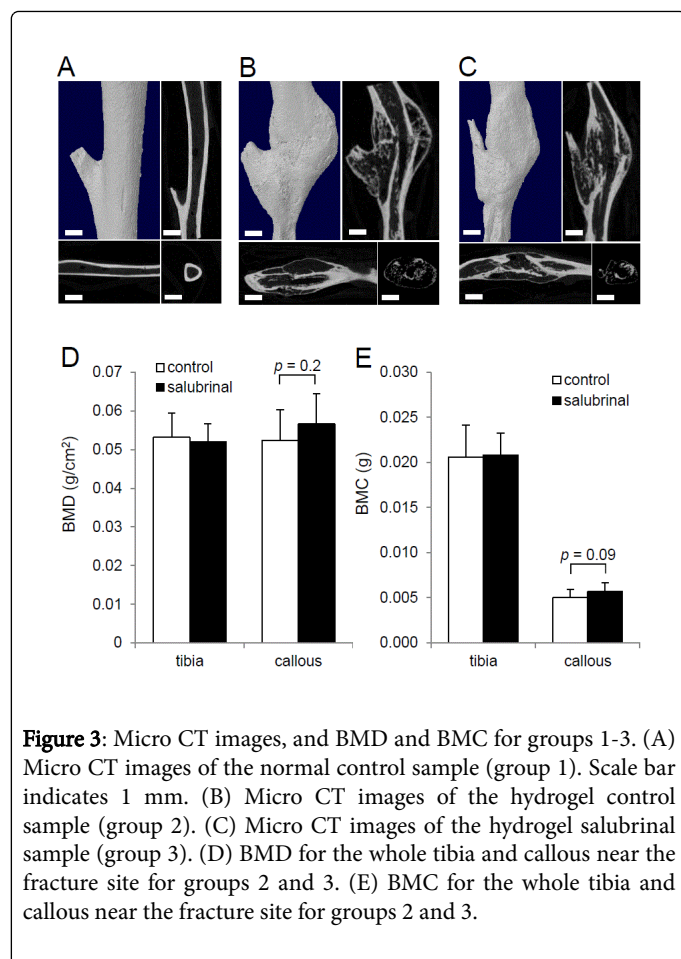 A
B
C
D
0.07
0.06
0.05
0.04
0.03
0.02
0.01
0
BMD (g/cm²)
control
salubrinal
p = 0.2
tibia
callous
E
0.030
0.025
0.020
0.015
0.010
0.005
0.000
BMC (g)
control
salubrinal
p = 0.09
tibia
callous
Figure 3: Micro CT images, and BMD and BMC for groups 1-3. (A)
Micro CT images of the normal control sample (group 1). Scale bar
indicates 1 mm. (B) Micro CT images of the hydrogel control
sample (group 2). (C) Micro CT images of the hydrogel salubrinal
sample (group 3). (D) BMD for the whole tibia and callous near the
fracture site for groups 2 and 3. (E) BMC for the whole tibia and
callous near the fracture site for groups 2 and 3.